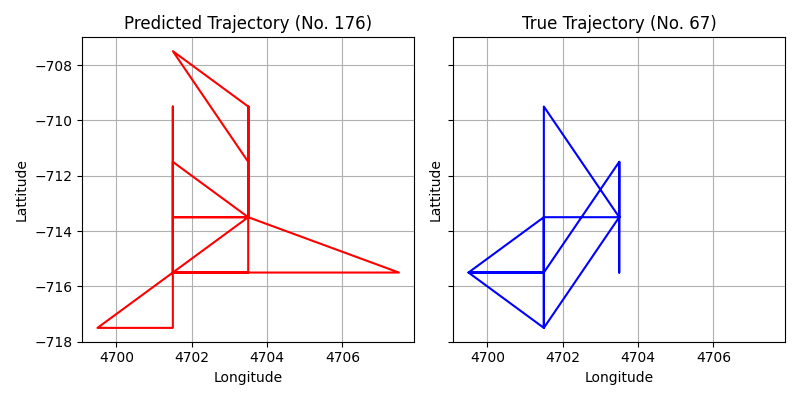 Predicted Trajectory (No. 176)
True Trajectory (No. 67)
Lattitude
−708
−710
−712
−714
−716
−718
4700
4702
4704
4706
Longitude
Lattitude
4700
4702
4704
4706
Longitude